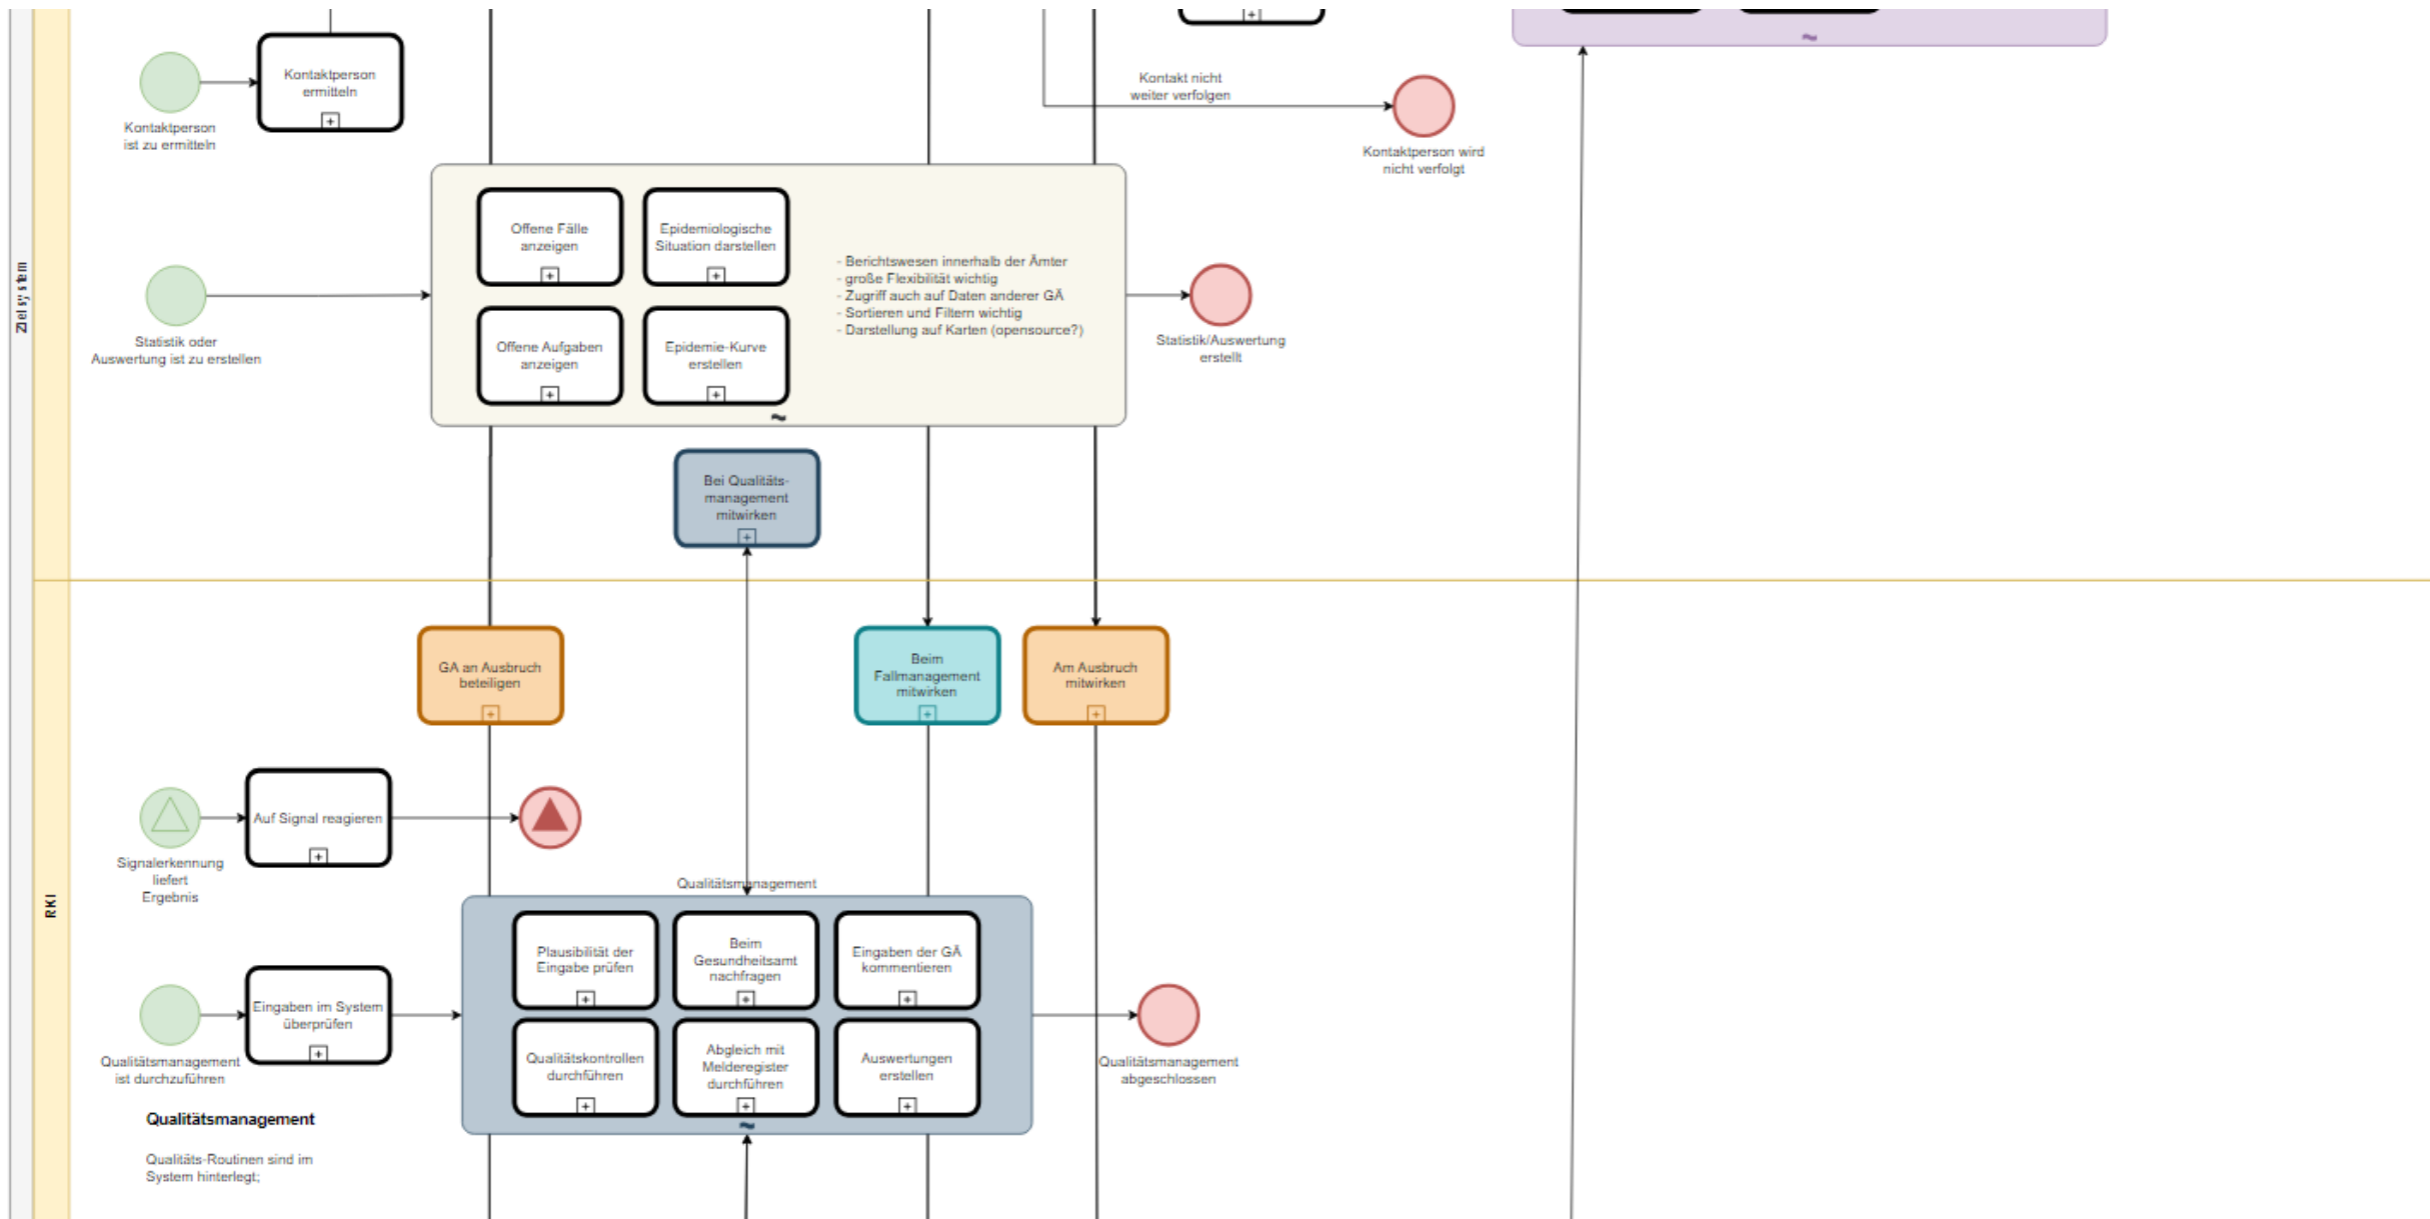 Zielsystem
RKI
Kontaktperson
ermitteln
Kontaktperson
ist zu ermitteln
Kontakt nicht
weiter verfolgen
Kontaktperson wird
nicht verfolgt
Offene Fälle
anzeigen
Epidemiologische
Situation darstellen
- Berichtswesen innerhalb der Ämter
- große Flexibilität wichtig
- Zugriff auch auf Daten anderer GÄ
- Sortieren und Filtern wichtig
- Darstellung auf Karten (opensource?)
Statistik oder
Auswertung ist zu erstellen
Offene Aufgaben
anzeigen
Epidemie-Kurve
erstellen
Statistik/Auswertung
erstellt
Bei Qualitäts-
management
mitwirken
GA an Ausbruch
beteiligen
Beim
Fallmanagement
mitwirken
Am Ausbruch
mitwirken
Auf Signal reagieren
Signalerkennung
liefert
Ergebnis
Qualitätsmanagement
Plausibilität der
Eingabe prüfen
Beim
Gesundheitsamt
nachfragen
Eingaben der GÄ
kommentieren
Eingaben im System
überprüfen
Qualitätsmanagement
ist durchzuführen
Qualitätskontrollen
durchführen
Abgleich mit
Melderegister
durchführen
Auswertungen
erstellen
Qualitätsmanagement
abgeschlossen
Qualitätsmanagement
Qualitäts-Routinen sind im
System hinterlegt;